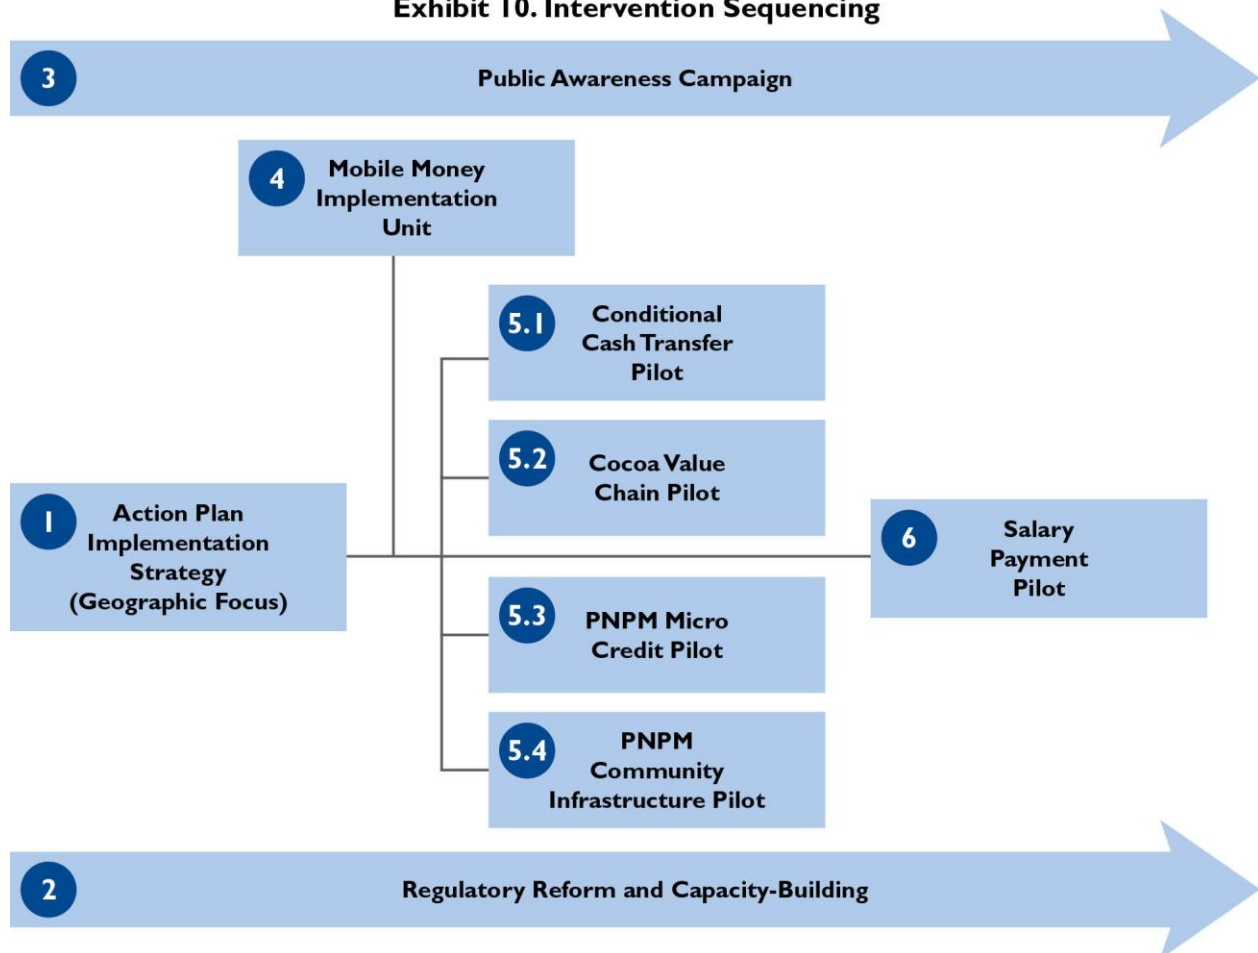 Exhibit 10. Intervention Sequencing
3
Public Awareness Campaign
4
Mobile Money
Implementation
Unit
5.1
Conditional
Cash Transfer
Pilot
5.2
Cocoa Value
Chain Pilot
1
Action Plan
Implementation
Strategy
(Geographic Focus)
6
Salary
Payment
Pilot
5.3
PNPM Micro
Credit Pilot
5.4
PNPM
Community
Infrastructure Pilot
2
Regulatory Reform and Capacity-Building